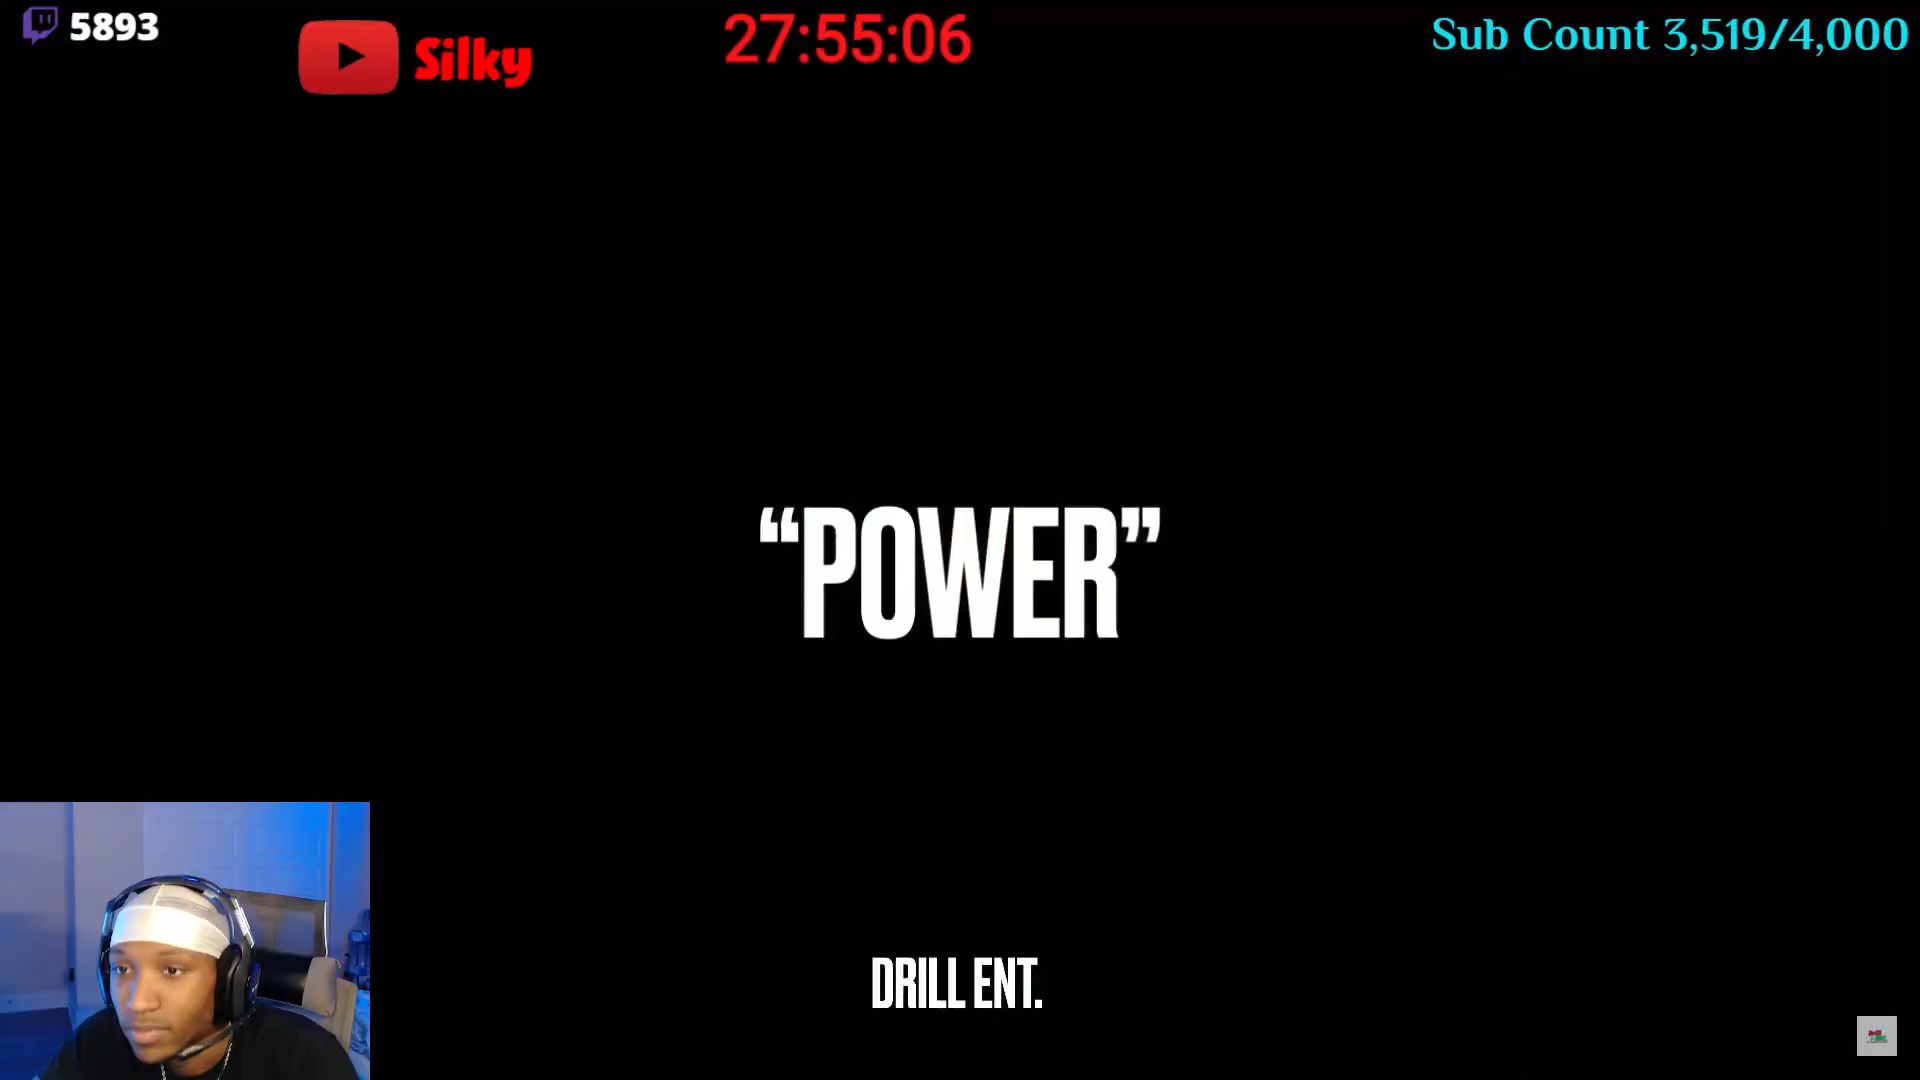 5893
Silky
27:55:06
Sub Count 3,519/4,000
“POWER”
DRILL ENT.